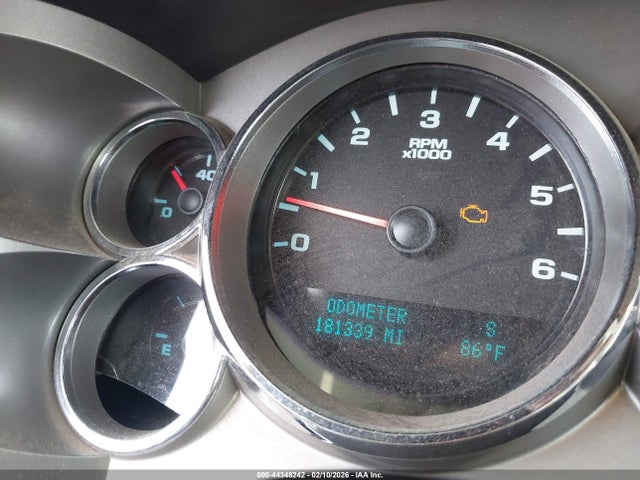 0 1 2 3 4 5 6
RPM
x1000
0 40
E
ODOMETER S
181339 MI 86°F
000-44348242 - 02/10/2026 - IAA Inc.